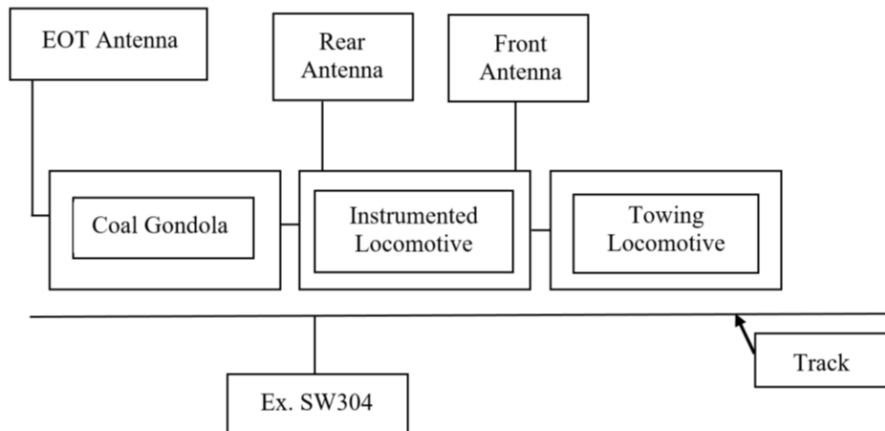 EOT Antenna
Rear
Antenna
Front
Antenna
Coal Gondola
Instrumented
Locomotive
Towing
Locomotive
Track
Ex. SW304